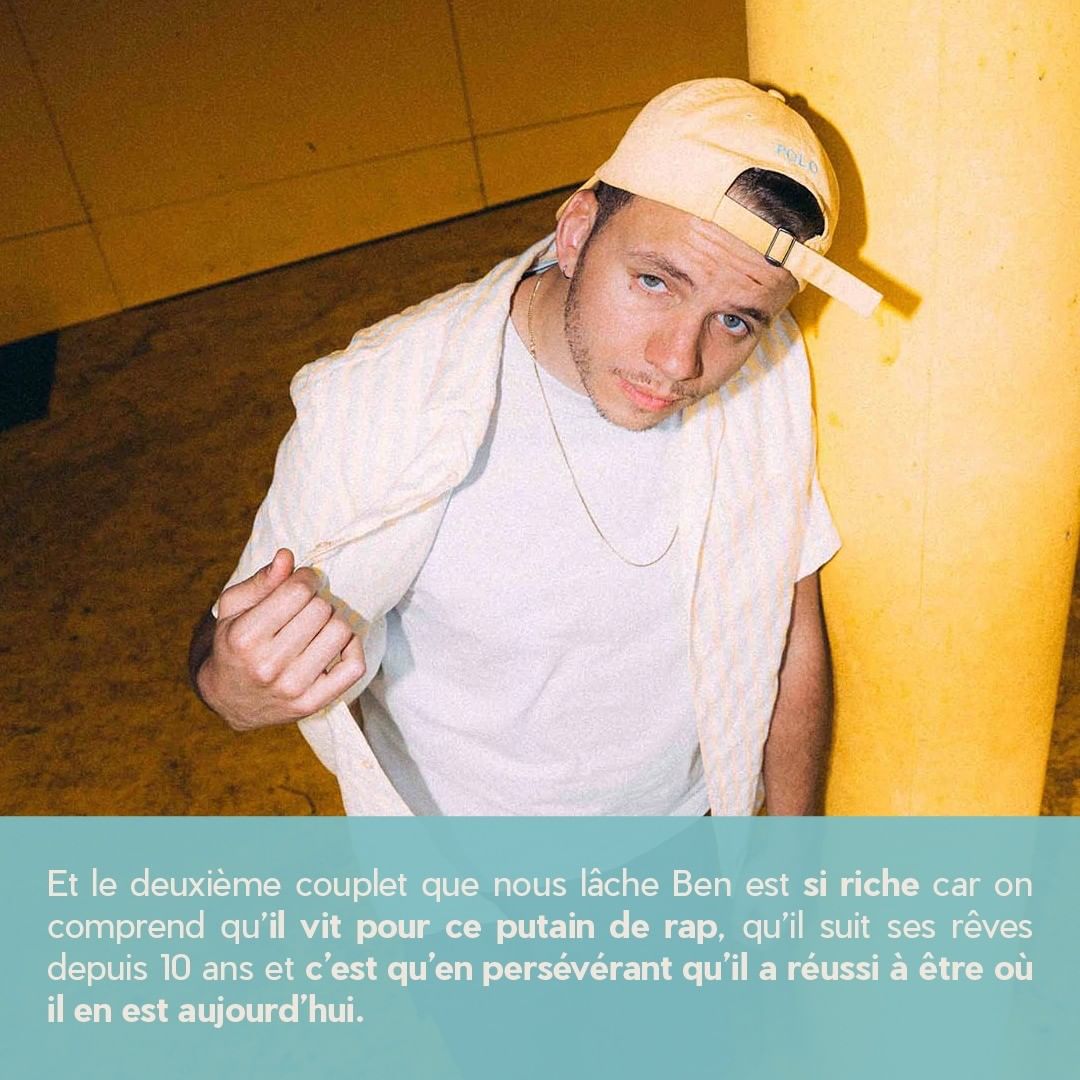 POLO
Et le deuxième couplet que nous lâche Ben est si riche car on
comprend qu’il vit pour ce putain de rap, qu’il suit ses rêves
depuis 10 ans et c’est qu’en persévérant qu’il a réussi à être où
il en est aujourd’hui.